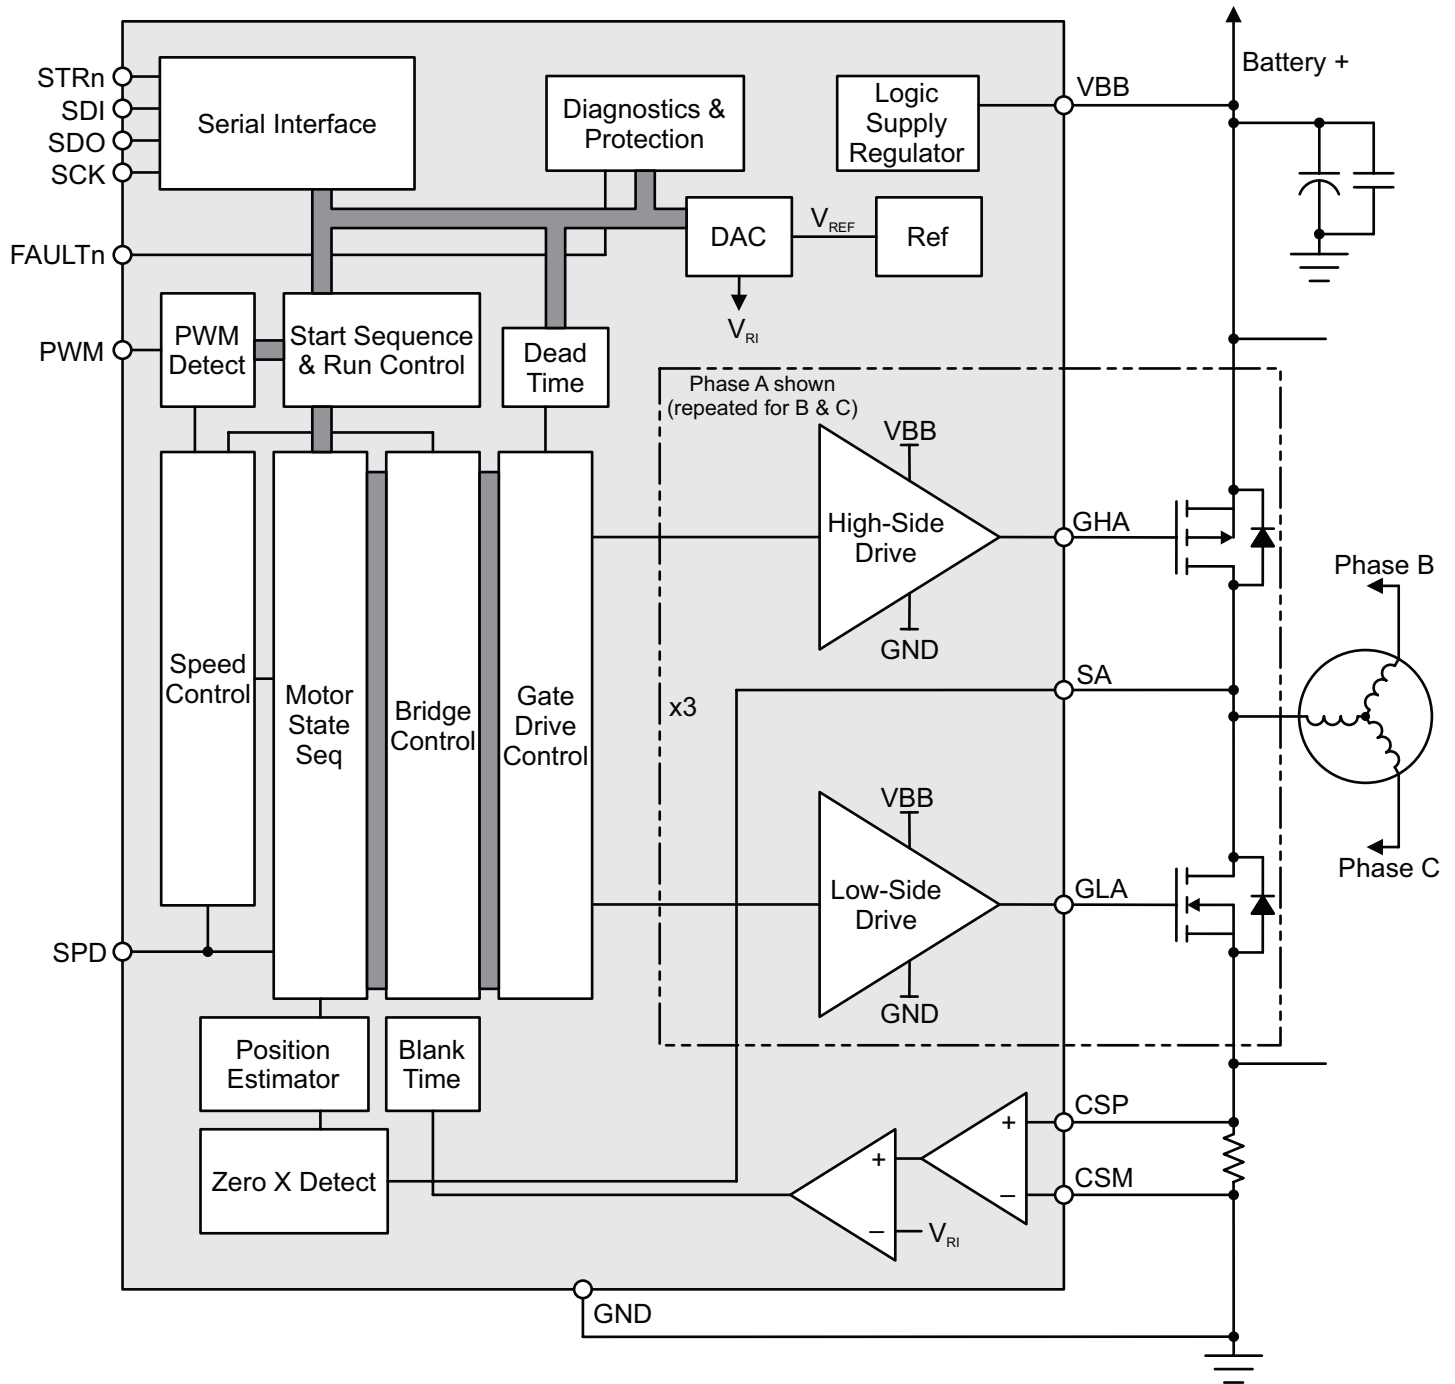 STRn
SDI
SDO
SCK
Serial Interface
Diagnostics &
Protection
Logic
Supply
Regulator
VBB
Battery +
FAULTn
DAC
VREF
Ref
VRI
PWM
PWM
Detect
Start Sequence
& Run Control
Dead
Time
Phase A shown
(repeated for B & C)
VBB
High-Side
Drive
GND
GHA
Phase B
Speed
Control
Motor
State
Seq
Bridge
Control
Gate
Drive
Control
x3
SA
VBB
Low-Side
Drive
GND
GLA
Phase C
SPD
Position
Estimator
Blank
Time
Zero X Detect
+
–
VRI
+
–
CSP
CSM
GND